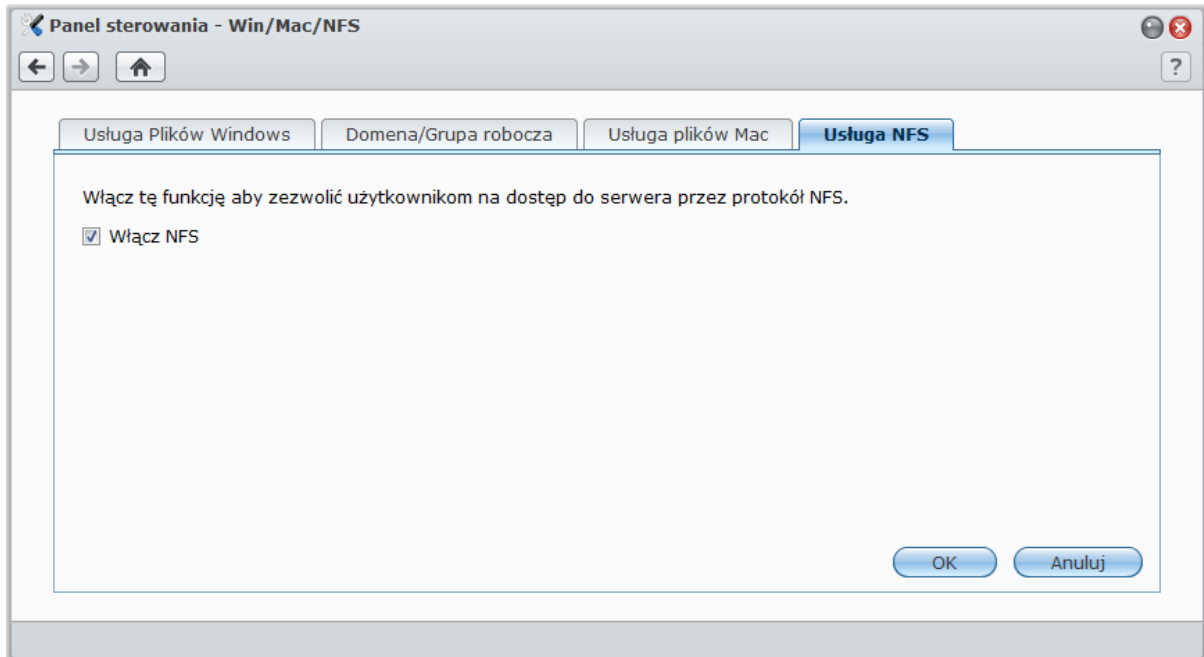 Panel sterowania - Win/Mac/NFS
?
Usługa Plików Windows
Domena/Grupa robocza
Usługa plików Mac
Usługa NFS
Włącz tę funkcję aby zezwolić użytkownikom na dostęp do serwera przez protokół NFS.
Włącz NFS
OK
Anuluj